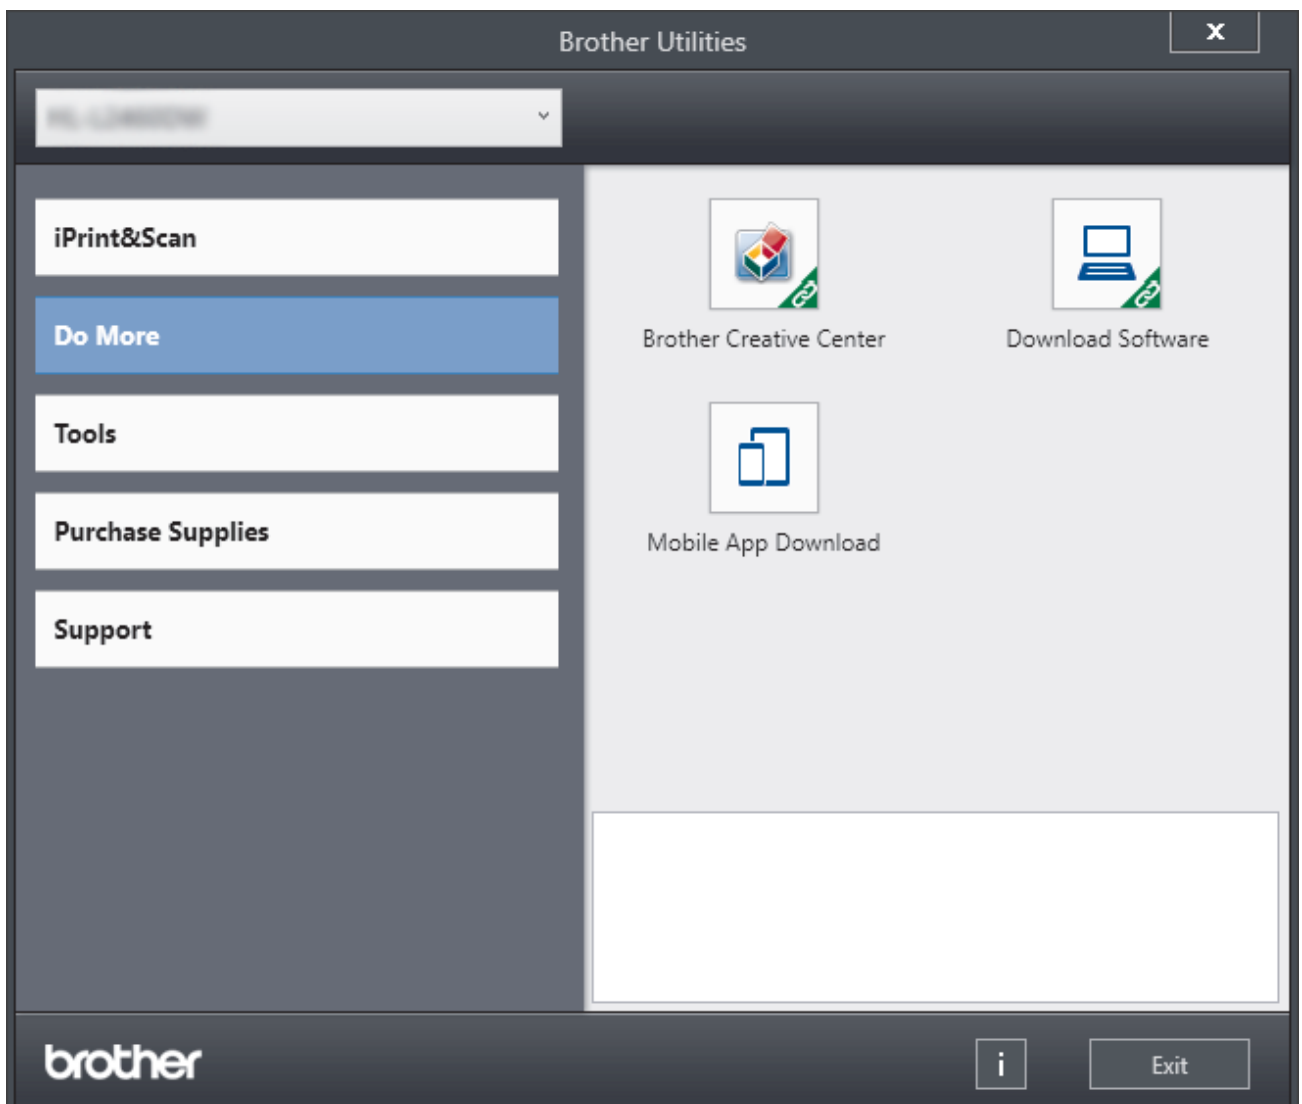 Brother Utilities
X
iPrint&Scan
Do More
Tools
Purchase Supplies
Support
Brother Creative Center
Download Software
Mobile App Download
brother
i
Exit